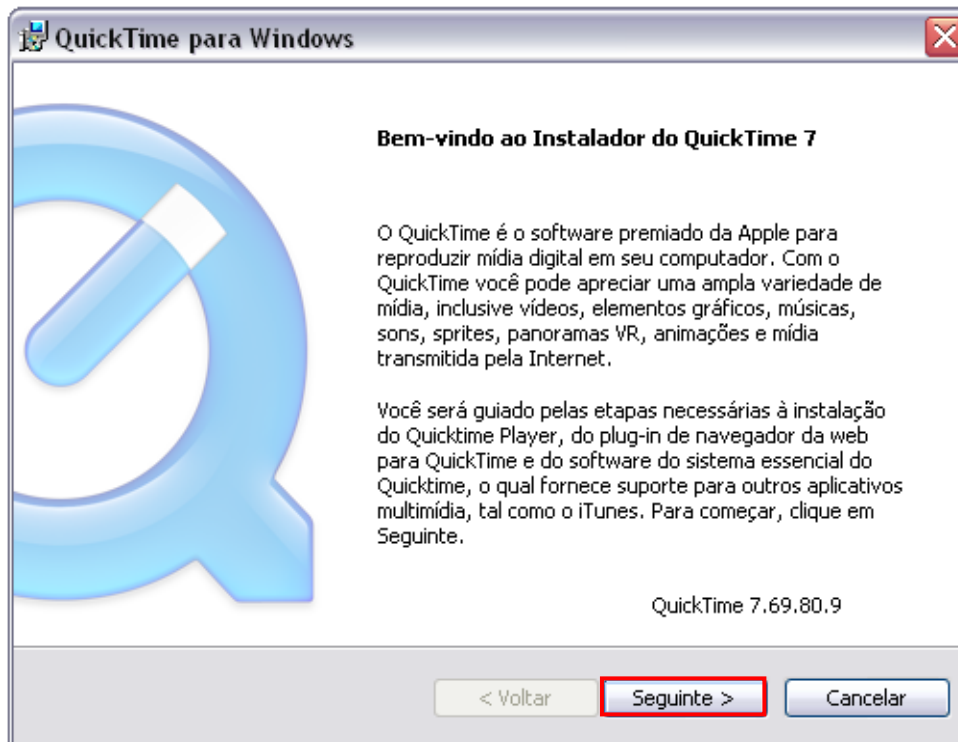 QuickTime para Windows
Bem-vindo ao Instalador do QuickTime 7
O QuickTime é o software premiado da Apple para
reproduzir mídia digital em seu computador. Com o
QuickTime você pode apreciar uma ampla variedade de
mídia, inclusive vídeos, elementos gráficos, músicas,
sons, sprites, panoramas VR, animações e mídia
transmitida pela Internet.
Você será guiado pelas etapas necessárias à instalação
do Quicktime Player, do plug-in de navegador da web
para QuickTime e do software do sistema essencial do
Quicktime, o qual fornece suporte para outros aplicativos
multimídia, tal como o iTunes. Para começar, clique em
Seguinte.
QuickTime 7.69.80.9
< Voltar
Seguinte >
Cancelar